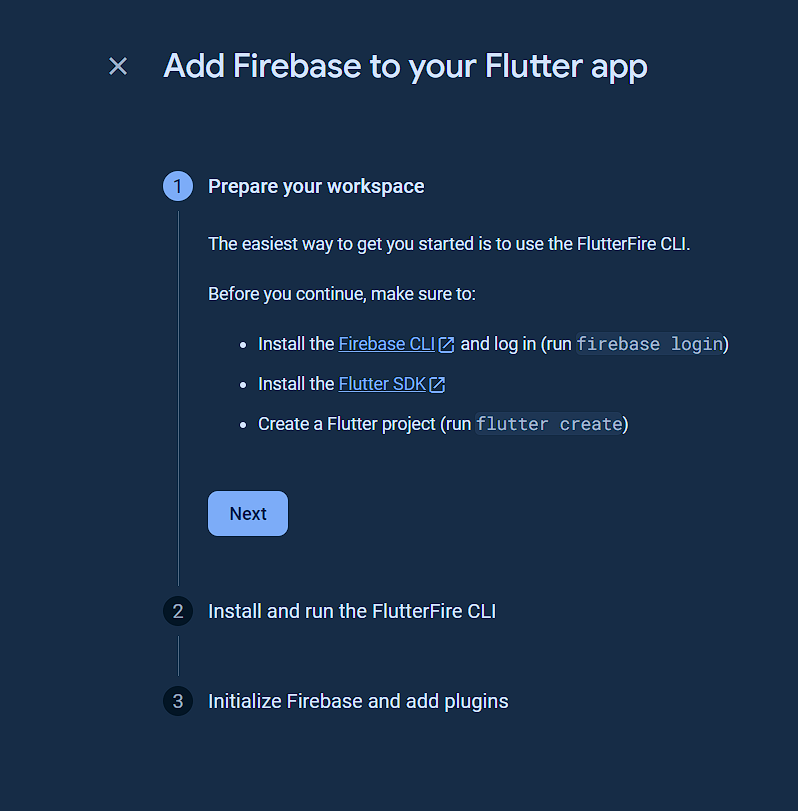 Add Firebase to your Flutter app
1 Prepare your workspace
The easiest way to get you started is to use the FlutterFire CLI.
Before you continue, make sure to:
• Install the Firebase CLI and log in (run firebase login)
• Install the Flutter SDK
• Create a Flutter project (run flutter create)
Next
2 Install and run the FlutterFire CLI
3 Initialize Firebase and add plugins